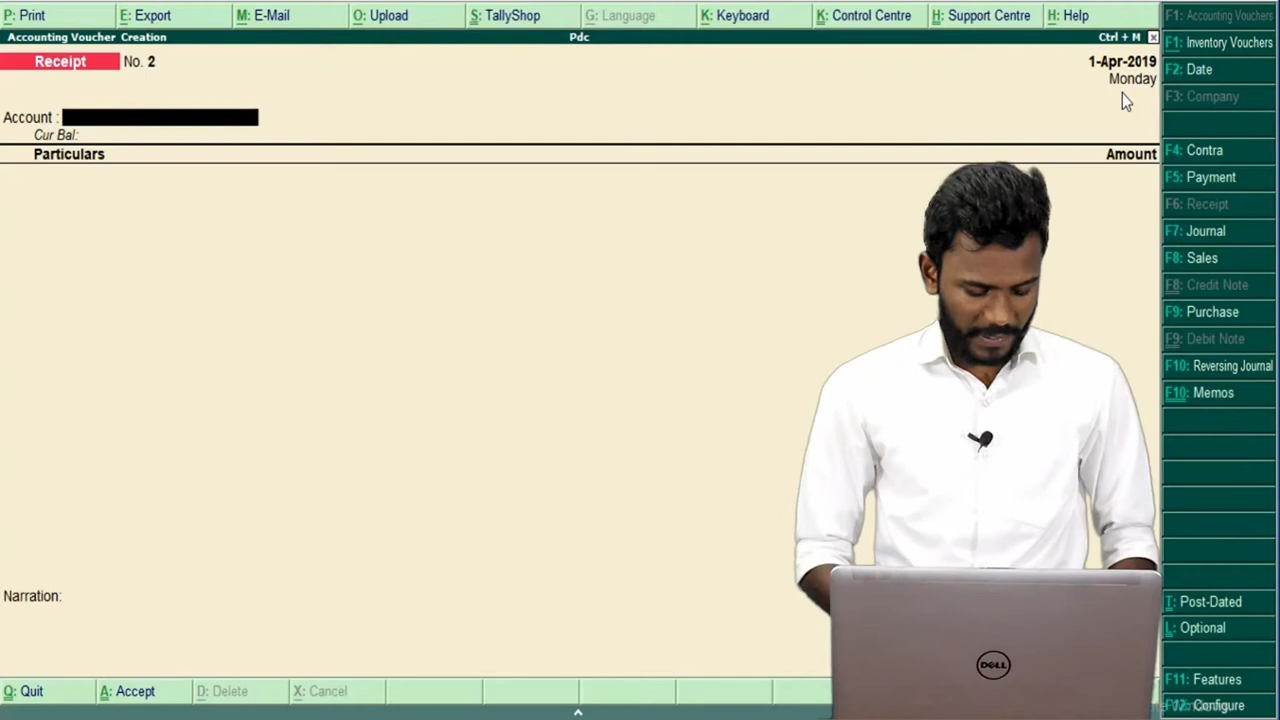 P: Print E: Export M: E-Mail O: Upload S: TallyShop G: Language K: Keyboard K: Control Centre H: Support Centre H: Help
Accounting Voucher Creation Pdc Ctrl + M
Receipt No. 2 1-Apr-2019
Monday
Account :
Cur Bal:
Particulars Amount
Narration:
Q: Quit A: Accept D: Delete X: Cancel
F1: Accounting Vouchers
F1: Inventory Vouchers
F2: Date
F3: Company
F4: Contra
F5: Payment
F6: Receipt
F7: Journal
F8: Sales
F8: Credit Note
F9: Purchase
F9: Debit Note
F10: Reversing Journal
F10: Memos
T: Post-Dated
L: Optional
F11: Features
F12: Configure
DELL